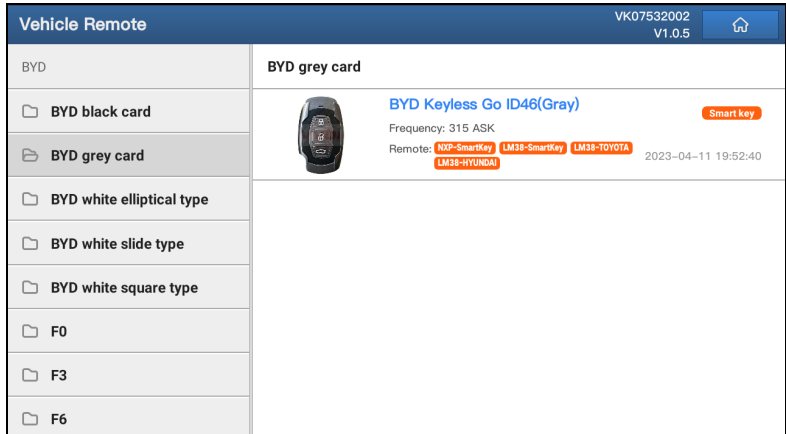 Vehicle Remote
VK07532002
V1.0.5
BYD
BYD black card
BYD grey card
BYD white elliptical type
BYD white slide type
BYD white square type
F0
F3
F6
BYD grey card
BYD Keyless Go ID46(Gray)
Smart key
Frequency: 315 ASK
Remote: NXP-SmartKey LM38-SmartKey LM38-TOYOTA
LM38-HYUNDAI
2023-04-11 19:52:40